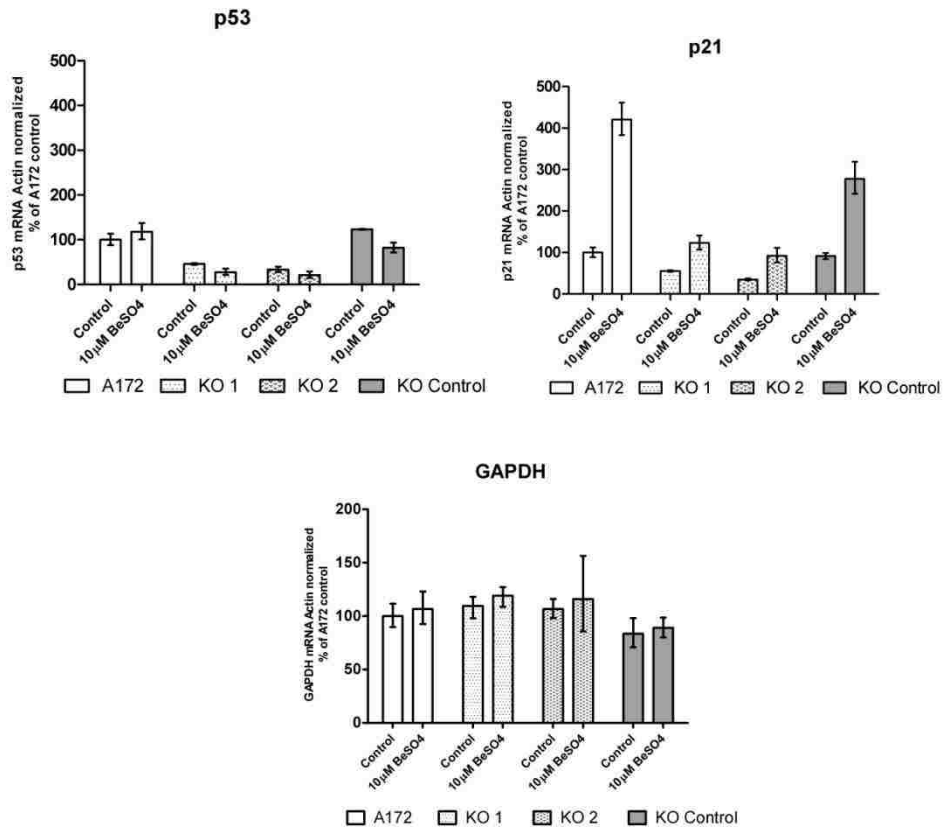 p53
p53 mRNA Actin normalized
% of A172 control
500
400
300
200
100
0
Control
10µM BeSO4
Control
10µM BeSO4
Control
10µM BeSO4
Control
10µM BeSO4
A172 KO 1 KO 2 KO Control
p21
p21 mRNA Actin normalized
% of A172 control
500
400
300
200
100
0
Control
10µM BeSO4
Control
10µM BeSO4
Control
10µM BeSO4
Control
10µM BeSO4
A172 KO 1 KO 2 KO Control
GAPDH
GAPDH mRNA Actin normalized
% of A172 control
200
150
100
50
0
Control
10µM BeSO4
Control
10µM BeSO4
Control
10µM BeSO4
Control
10µM BeSO4
A172 KO 1 KO 2 KO Control